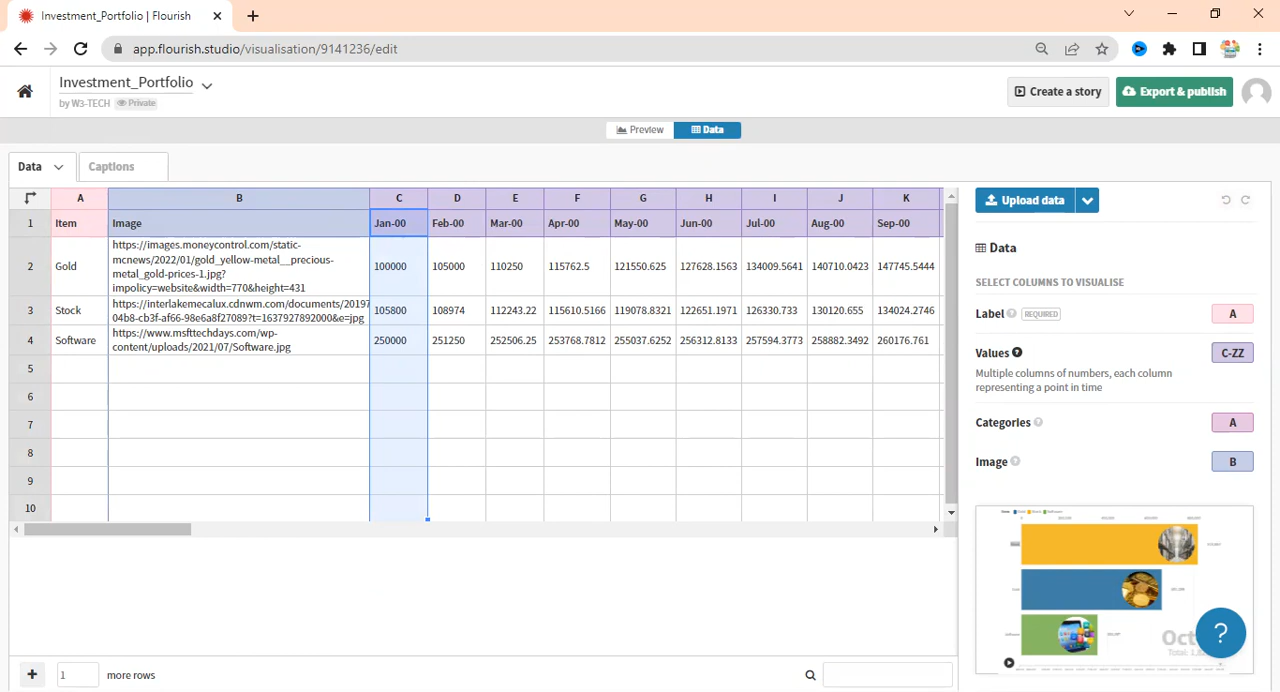 Investment_Portfolio | Flourish
app.flourish.studio/visualisation/9141236/edit
Investment_Portfolio
by W3-TECH Private
Create a story
Export & publish
Preview
Data
Data
Captions
A B C D E F G H I J K
1 Item Image Jan-00 Feb-00 Mar-00 Apr-00 May-00 Jun-00 Jul-00 Aug-00 Sep-00
https://images.moneycontrol.com/static-
mcnews/2022/01/gold_yellow-metal__precious-
2 Gold 100000 105000 110250 115762.5 121550.625 127628.1563 134009.5641 140710.0423 147745.5444
metal_gold-prices-1.jpg?
impolicy=website&width=770&height=431
https://interlakemecalux.cdnwm.com/documents/20197
3 Stock 105800 108974 112243.22 115610.5166 119078.8321 122651.1971 126330.733 130120.655 134024.2746
04b8-cb3f-af66-98e6a8f27089?t=1637927892000&e=jpg
https://www.msfttechdays.com/wp-
4 Software 250000 251250 252506.25 253768.7812 255037.6252 256312.8133 257594.3773 258882.3492 260176.761
content/uploads/2021/07/Software.jpg
5
6
7
8
9
10
Upload data
Data
SELECT COLUMNS TO VISUALISE
Label ? REQUIRED A
Values ? C-ZZ
Multiple columns of numbers, each column
representing a point in time
Categories ? A
Image ? B
Oct
Total:
?
1 more rows